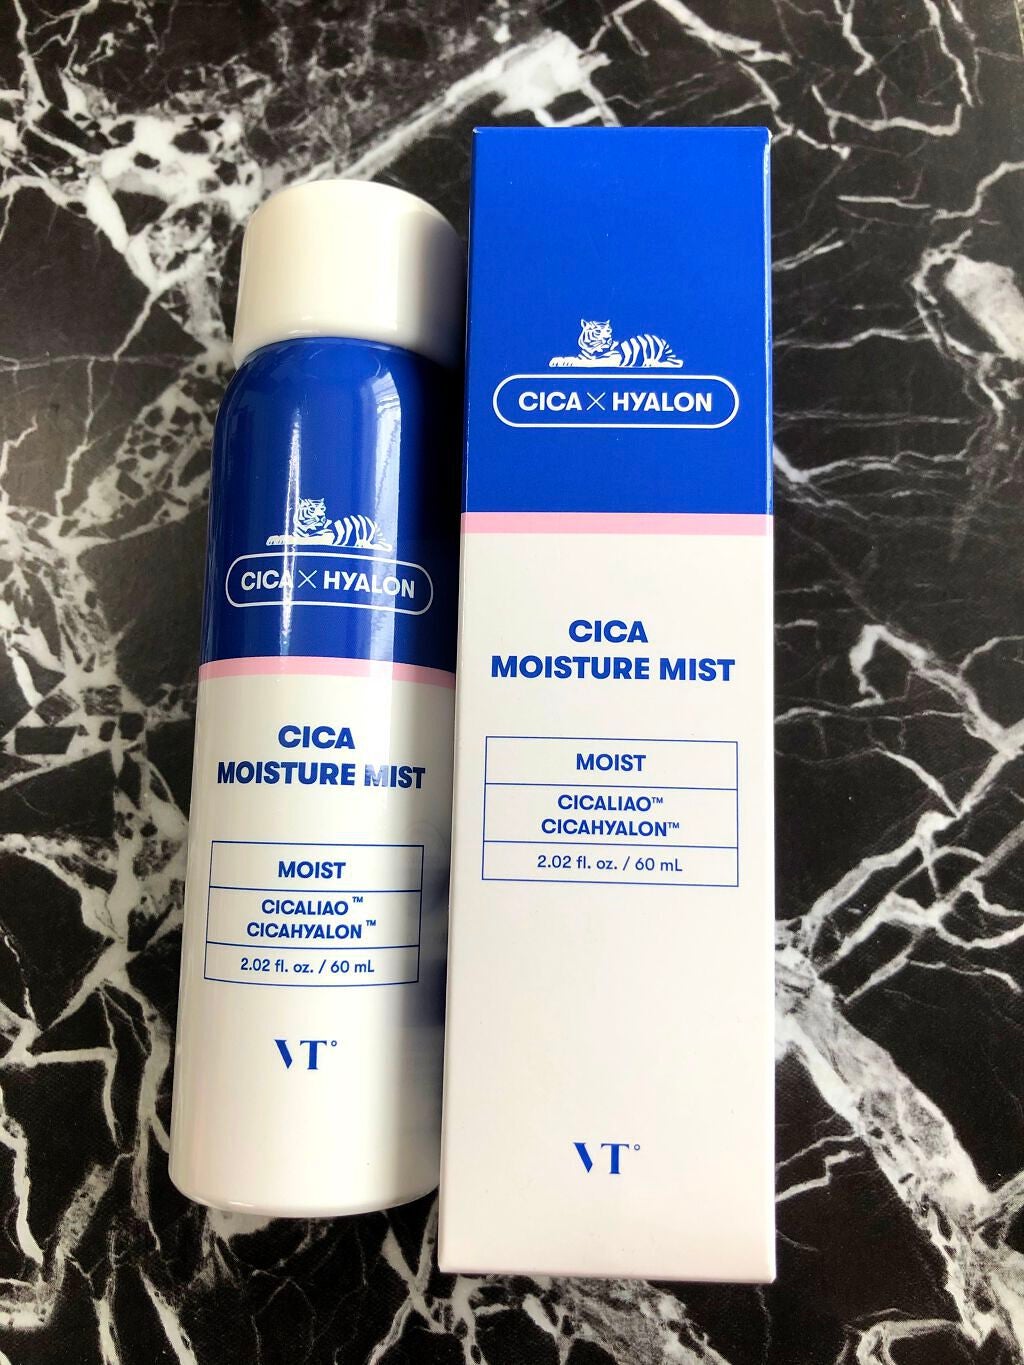 CICA × HYALON
CICA
MOISTURE MIST
MOIST
CICALIAO™
CICAHYALON™
2.02 fl. oz. / 60 mL
VT°
CICA × HYALON
CICA
MOISTURE MIST
MOIST
CICALIAO™
CICAHYALON™
2.02 fl. oz. / 60 mL
VT°